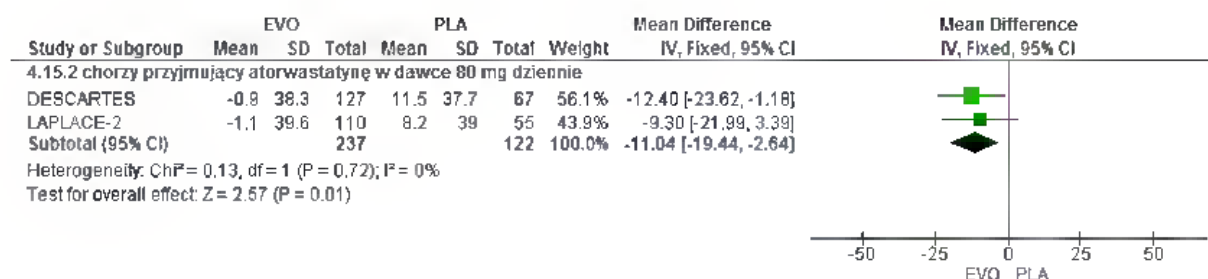 EVO PLA Mean Difference Mean Difference
Study or Subgroup Mean SD Total Mean SD Total Weight IV, Fixed, 95% CI IV, Fixed, 95% CI
4.15.2 chorzy przyjmujący atorwastatynę w dawce 80 mg dziennie
DESCARTES -0.9 38.3 127 11.5 37.7 67 56.1% -12.40 [-23.62, -1.18]
LAPLACE-2 -1.1 39.6 110 8.2 39 55 43.9% -9.30 [-21.99, 3.39]
Subtotal (95% CI) 237 122 100.0% -11.04 [-19.44, -2.64]
Heterogeneity: Chi² = 0.13, df = 1 (P = 0.72); I² = 0%
Test for overall effect: Z = 2.57 (P = 0.01)
-50 -25 0 25 50
EVO PLA